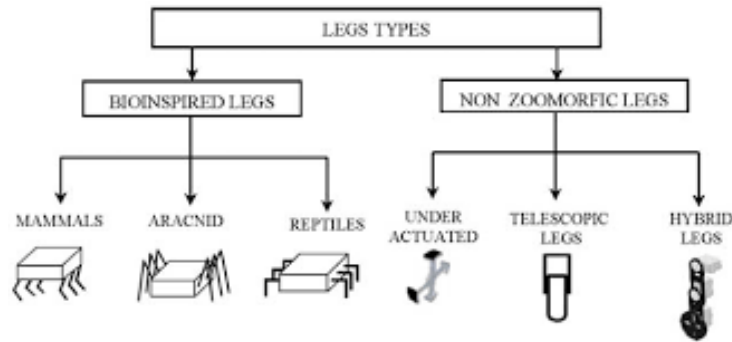 LEGS TYPES
BIOINSPIRED LEGS
NON ZOOMORFIC LEGS
MAMMALS
ARACNID
REPTILES
UNDER
ACTUATED
TELESCOPIC
LEGS
HYBRID
LEGS